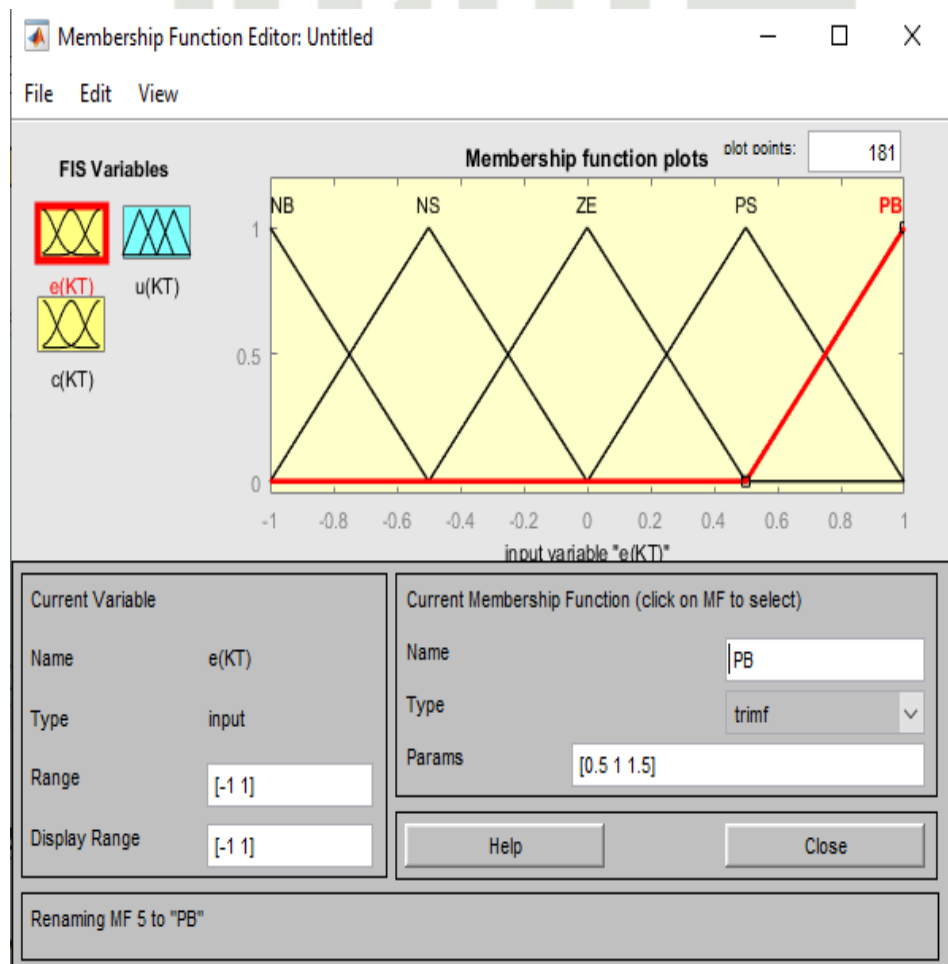 Membership Function Editor: Untitled
File Edit View
FIS Variables
e(KT) u(KT)
c(KT)
Membership function plots plot points: 181
NB NS ZE PS PB
1
0.5
0
-1 -0.8 -0.6 -0.4 -0.2 0 0.2 0.4 0.6 0.8 1
input variable "e(KT)"
Current Variable
Name e(KT)
Type input
Range [-1 1]
Display Range [-1 1]
Current Membership Function (click on MF to select)
Name PB
Type trimf
Params [0.5 1 1.5]
Help Close
Renaming MF 5 to "PB"